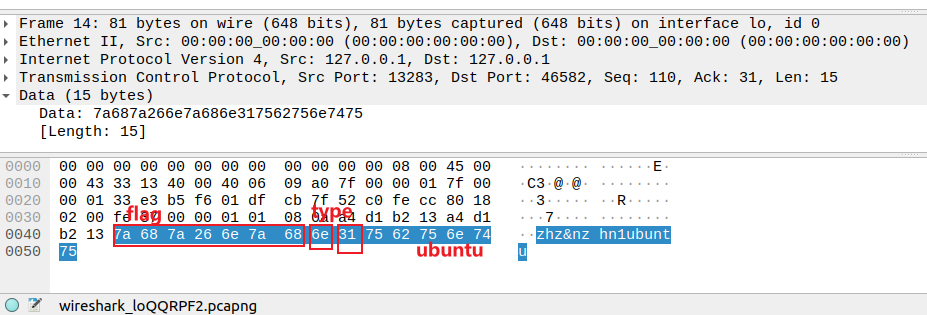 Frame 14: 81 bytes on wire (648 bits), 81 bytes captured (648 bits) on interface lo, id 0
Ethernet II, Src: 00:00:00_00:00:00 (00:00:00:00:00:00), Dst: 00:00:00_00:00:00 (00:00:00:00:00:00)
Internet Protocol Version 4, Src: 127.0.0.1, Dst: 127.0.0.1
Transmission Control Protocol, Src Port: 13283, Dst Port: 46582, Seq: 110, Ack: 31, Len: 15
Data (15 bytes)
Data: 7a687a266e7a686e317562756e7475
[Length: 15]
0000 00 00 00 00 00 00 00 00 00 00 00 00 08 00 45 00 ········ ······E·
0010 00 43 33 13 40 00 40 06 09 a0 7f 00 00 01 7f 00 ·C3·@·@· ········
0020 00 01 33 e3 b5 f6 01 df cb 7f 52 c0 fe cc 80 18 ··3····· ··R·····
flag type
0030 02 00 fe 37 00 00 01 01 08 0a a4 d1 b2 13 a4 d1 ···7···· ········
0040 b2 13 7a 68 7a 26 6e 7a 68 6e 31 75 62 75 6e 74 ··zhz&nz hn1ubunt
0050 75 u
ubuntu
wireshark_loQQRPF2.pcapng